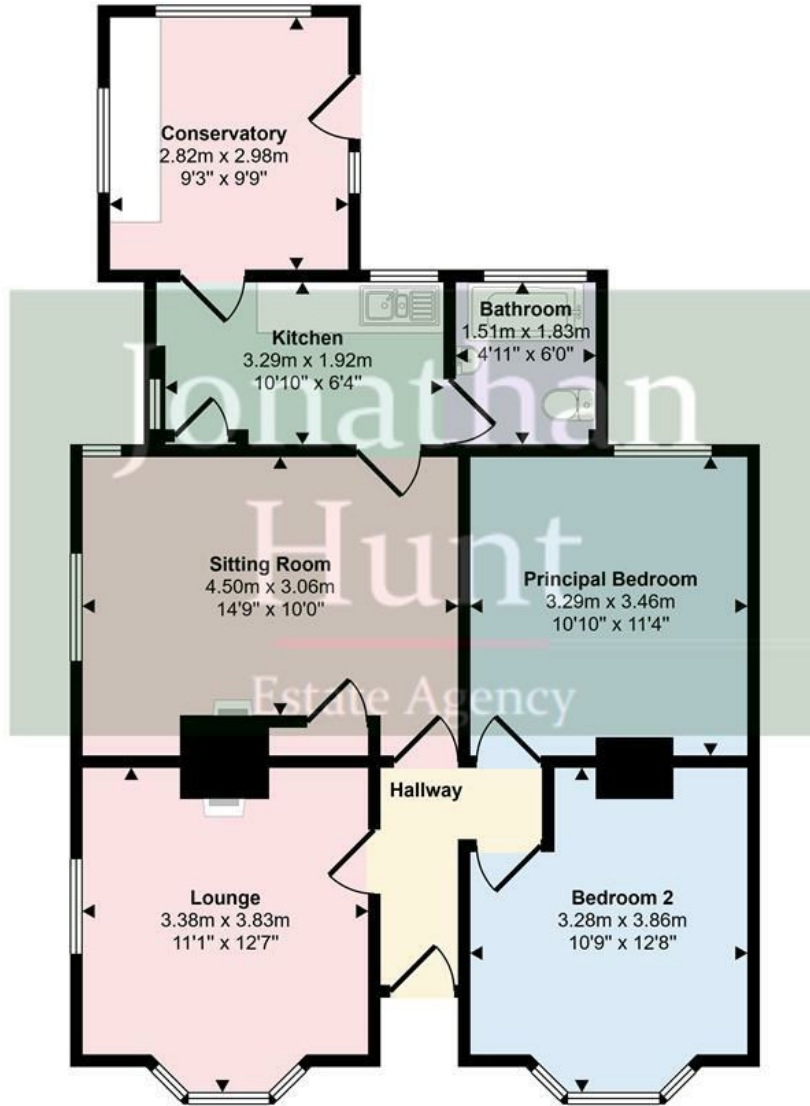 Conservatory
2.82m x 2.98m
9'3" x 9'9"
Kitchen
3.29m x 1.92m
10'10" x 6'4"
Bathroom
1.51m x 1.83m
4'11" x 6'0"
Jonathan
Hunt
Estate Agency
Sitting Room
4.50m x 3.06m
14'9" x 10'0"
Principal Bedroom
3.29m x 3.46m
10'10" x 11'4"
Hallway
Lounge
3.38m x 3.83m
11'1" x 12'7"
Bedroom 2
3.28m x 3.86m
10'9" x 12'8"